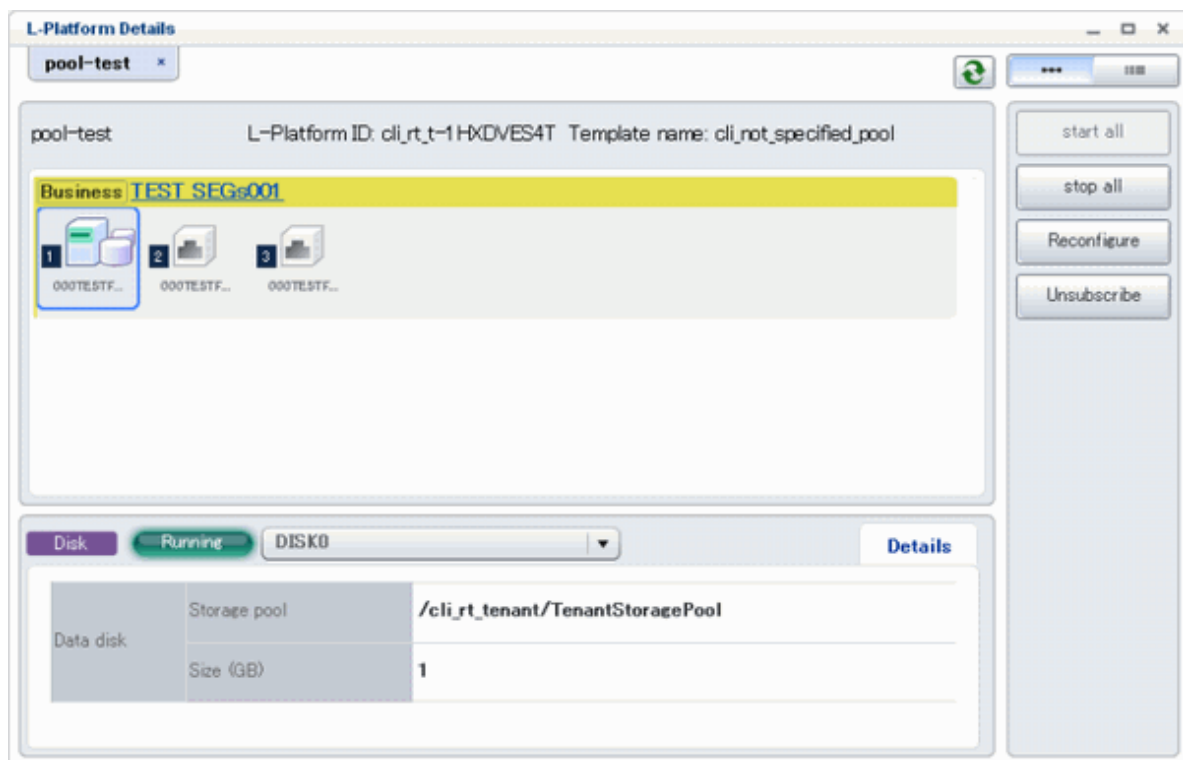 L-Platform Details
pool-test ×
pool-test L-Platform ID: cli_rt_t-1HXDVES4T Template name: cli_not_specified_pool
start all
stop all
Reconfigure
Unsubscribe
Business TEST SEGs001
1 2 3
000TESTF... 000TESTF... 000TESTF...
Disk Running DISK0 Details
Data disk
Storage pool /cli_rt_tenant/TenantStoragePool
Size (GB) 1